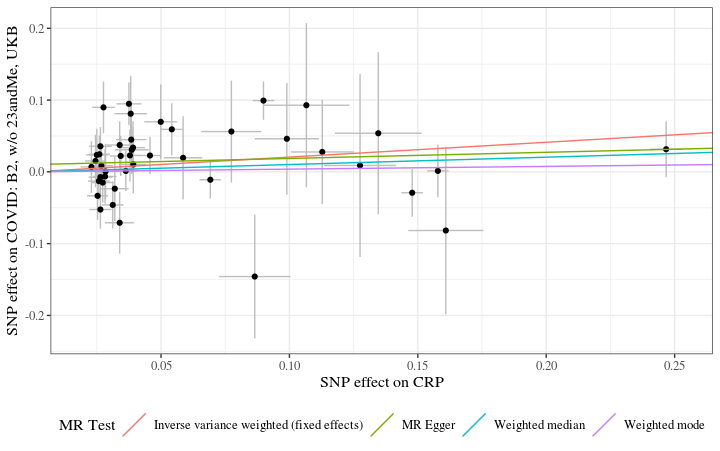 SNP effect on COVID: B2, w/o 23andMe, UKB
0.2
0.1
0.0
-0.1
-0.2
0.05
0.10
0.15
0.20
0.25
SNP effect on CRP
MR Test
Inverse variance weighted (fixed effects)
MR Egger
Weighted median
Weighted mode